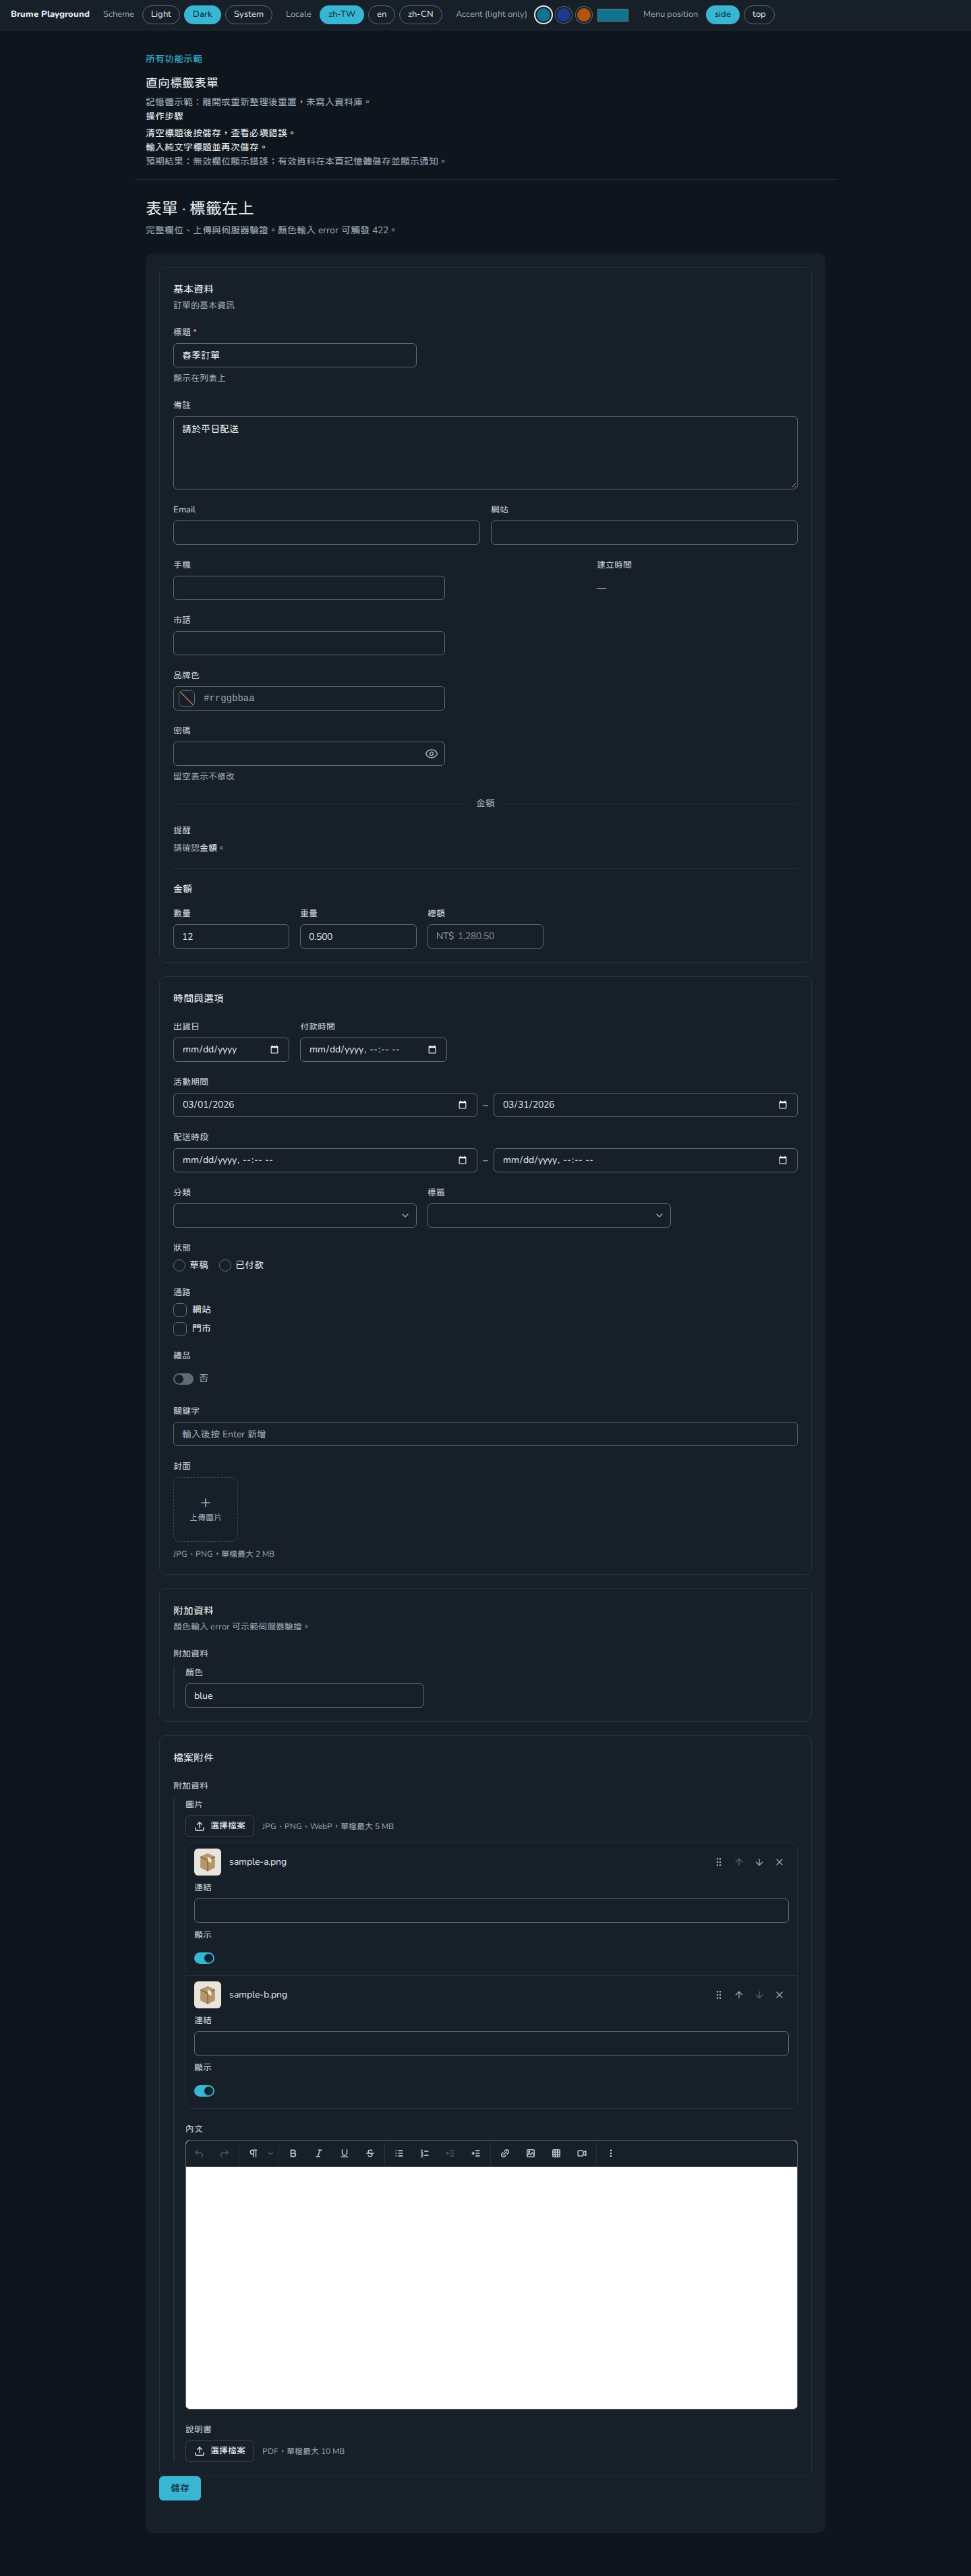 Brume Playground Scheme Light Dark System Locale zh-TW en zh-CN Accent (light only) Menu position side top
所有功能示範
直向標籤表單
記憶體示範：離開或重新整理後重置，未寫入資料庫。
操作步驟
清空標題後按儲存，查看必填錯誤。
輸入純文字標題並再次儲存。
預期結果：無效欄位顯示錯誤；有效資料在本頁記憶體儲存並顯示通知。
表單 · 標籤在上
完整欄位、上傳與伺服器驗證。顏色輸入 error 可觸發 422。
基本資料
訂單的基本資訊
標題 *
春季訂單
顯示在列表上
備註
請於平日配送
Email 網站
手機 建立時間
—
市話
品牌色
#rrggbbaa
密碼
留空表示不修改
金額
提醒
請確認金額。
金額
數量 重量 總額
12 0.500 NT$ 1,280.50
時間與選項
出貨日 付款時間
mm/dd/yyyy mm/dd/yyyy, --:-- --
活動期間
03/01/2026 – 03/31/2026
配送時段
mm/dd/yyyy, --:-- -- – mm/dd/yyyy, --:-- --
分類 標籤
狀態
草稿 已付款
通路
網站
門市
禮品
否
關鍵字
輸入後按 Enter 新增
封面
上傳圖片
JPG、PNG，單檔最大 2 MB
附加資料
顏色輸入 error 可示範伺服器驗證。
附加資料
顏色
blue
檔案附件
附加資料
圖片
選擇檔案 JPG、PNG、WebP，單檔最大 5 MB
sample-a.png
連結
顯示
sample-b.png
連結
顯示
內文
說明書
選擇檔案 PDF，單檔最大 10 MB
儲存